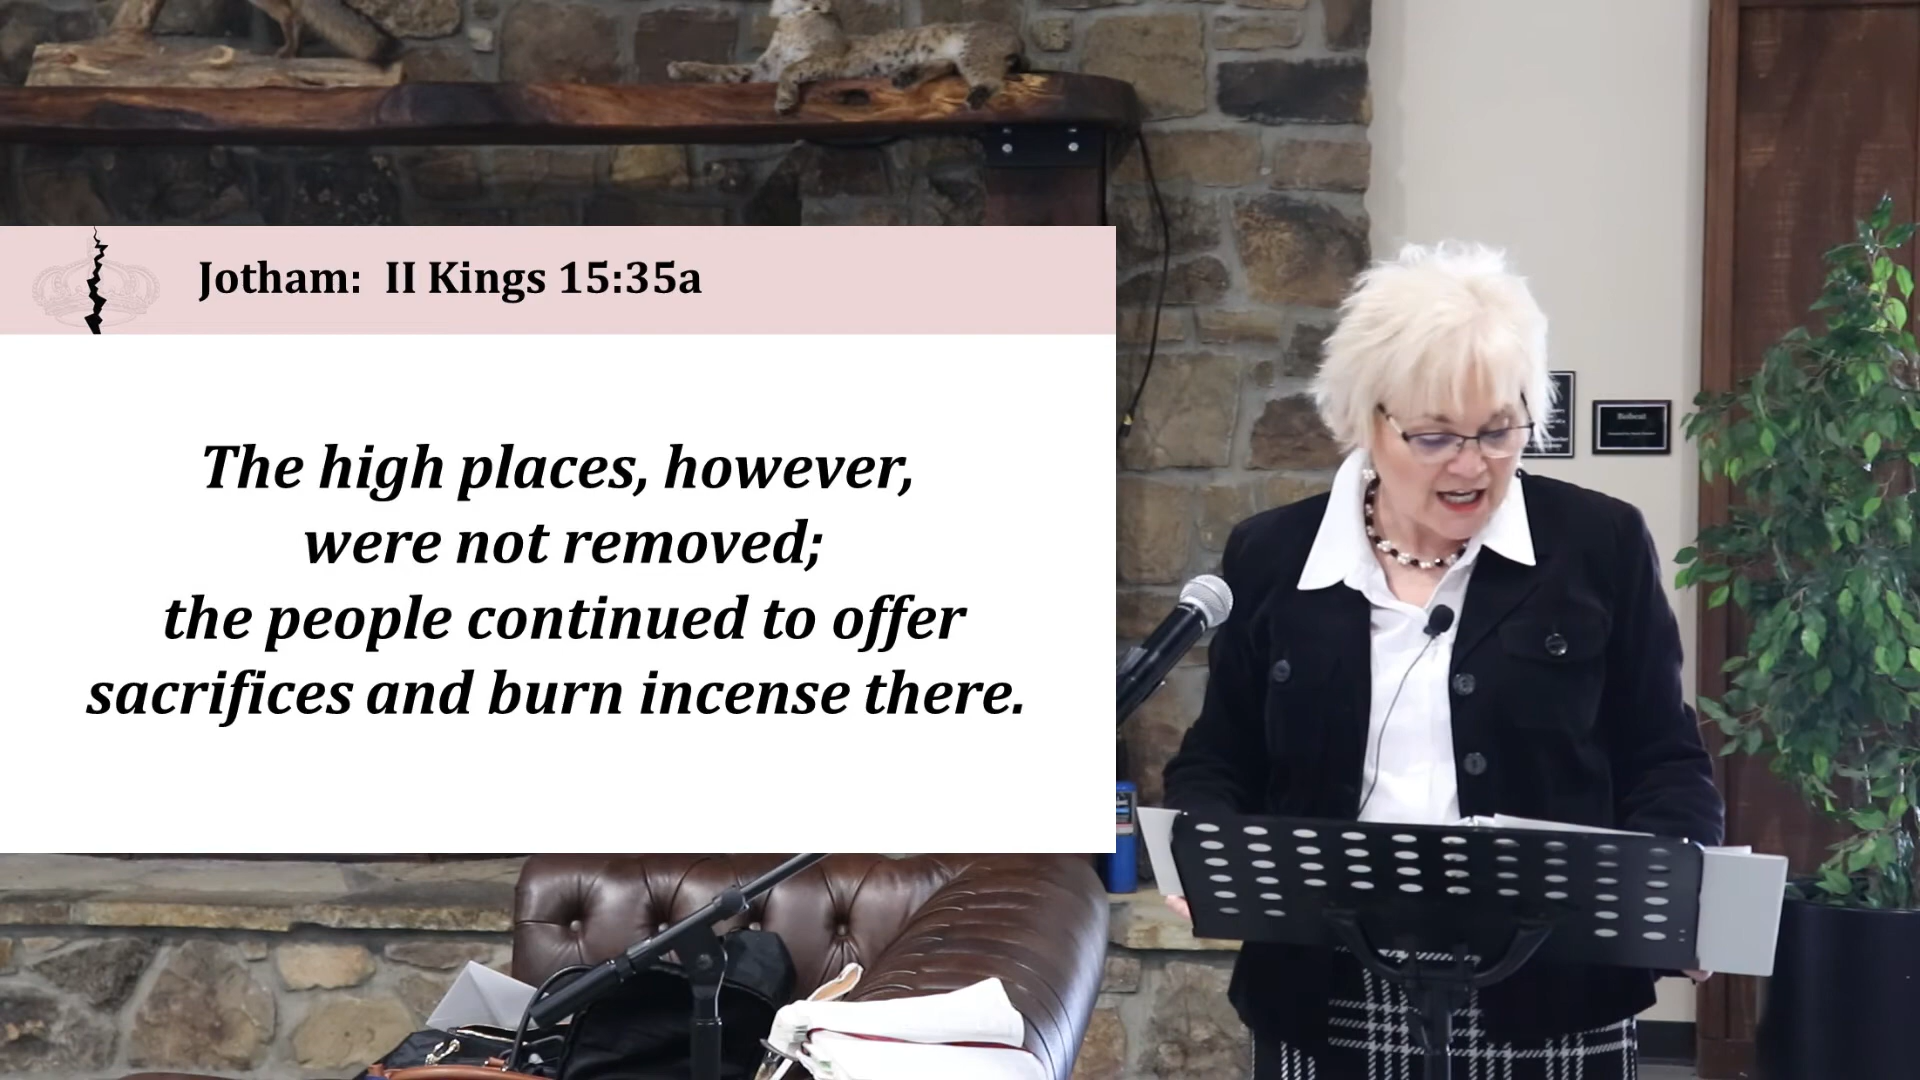 Jotham: II Kings 15:35a
The high places, however,
were not removed;
the people continued to offer
sacrifices and burn incense there.
Bobcat